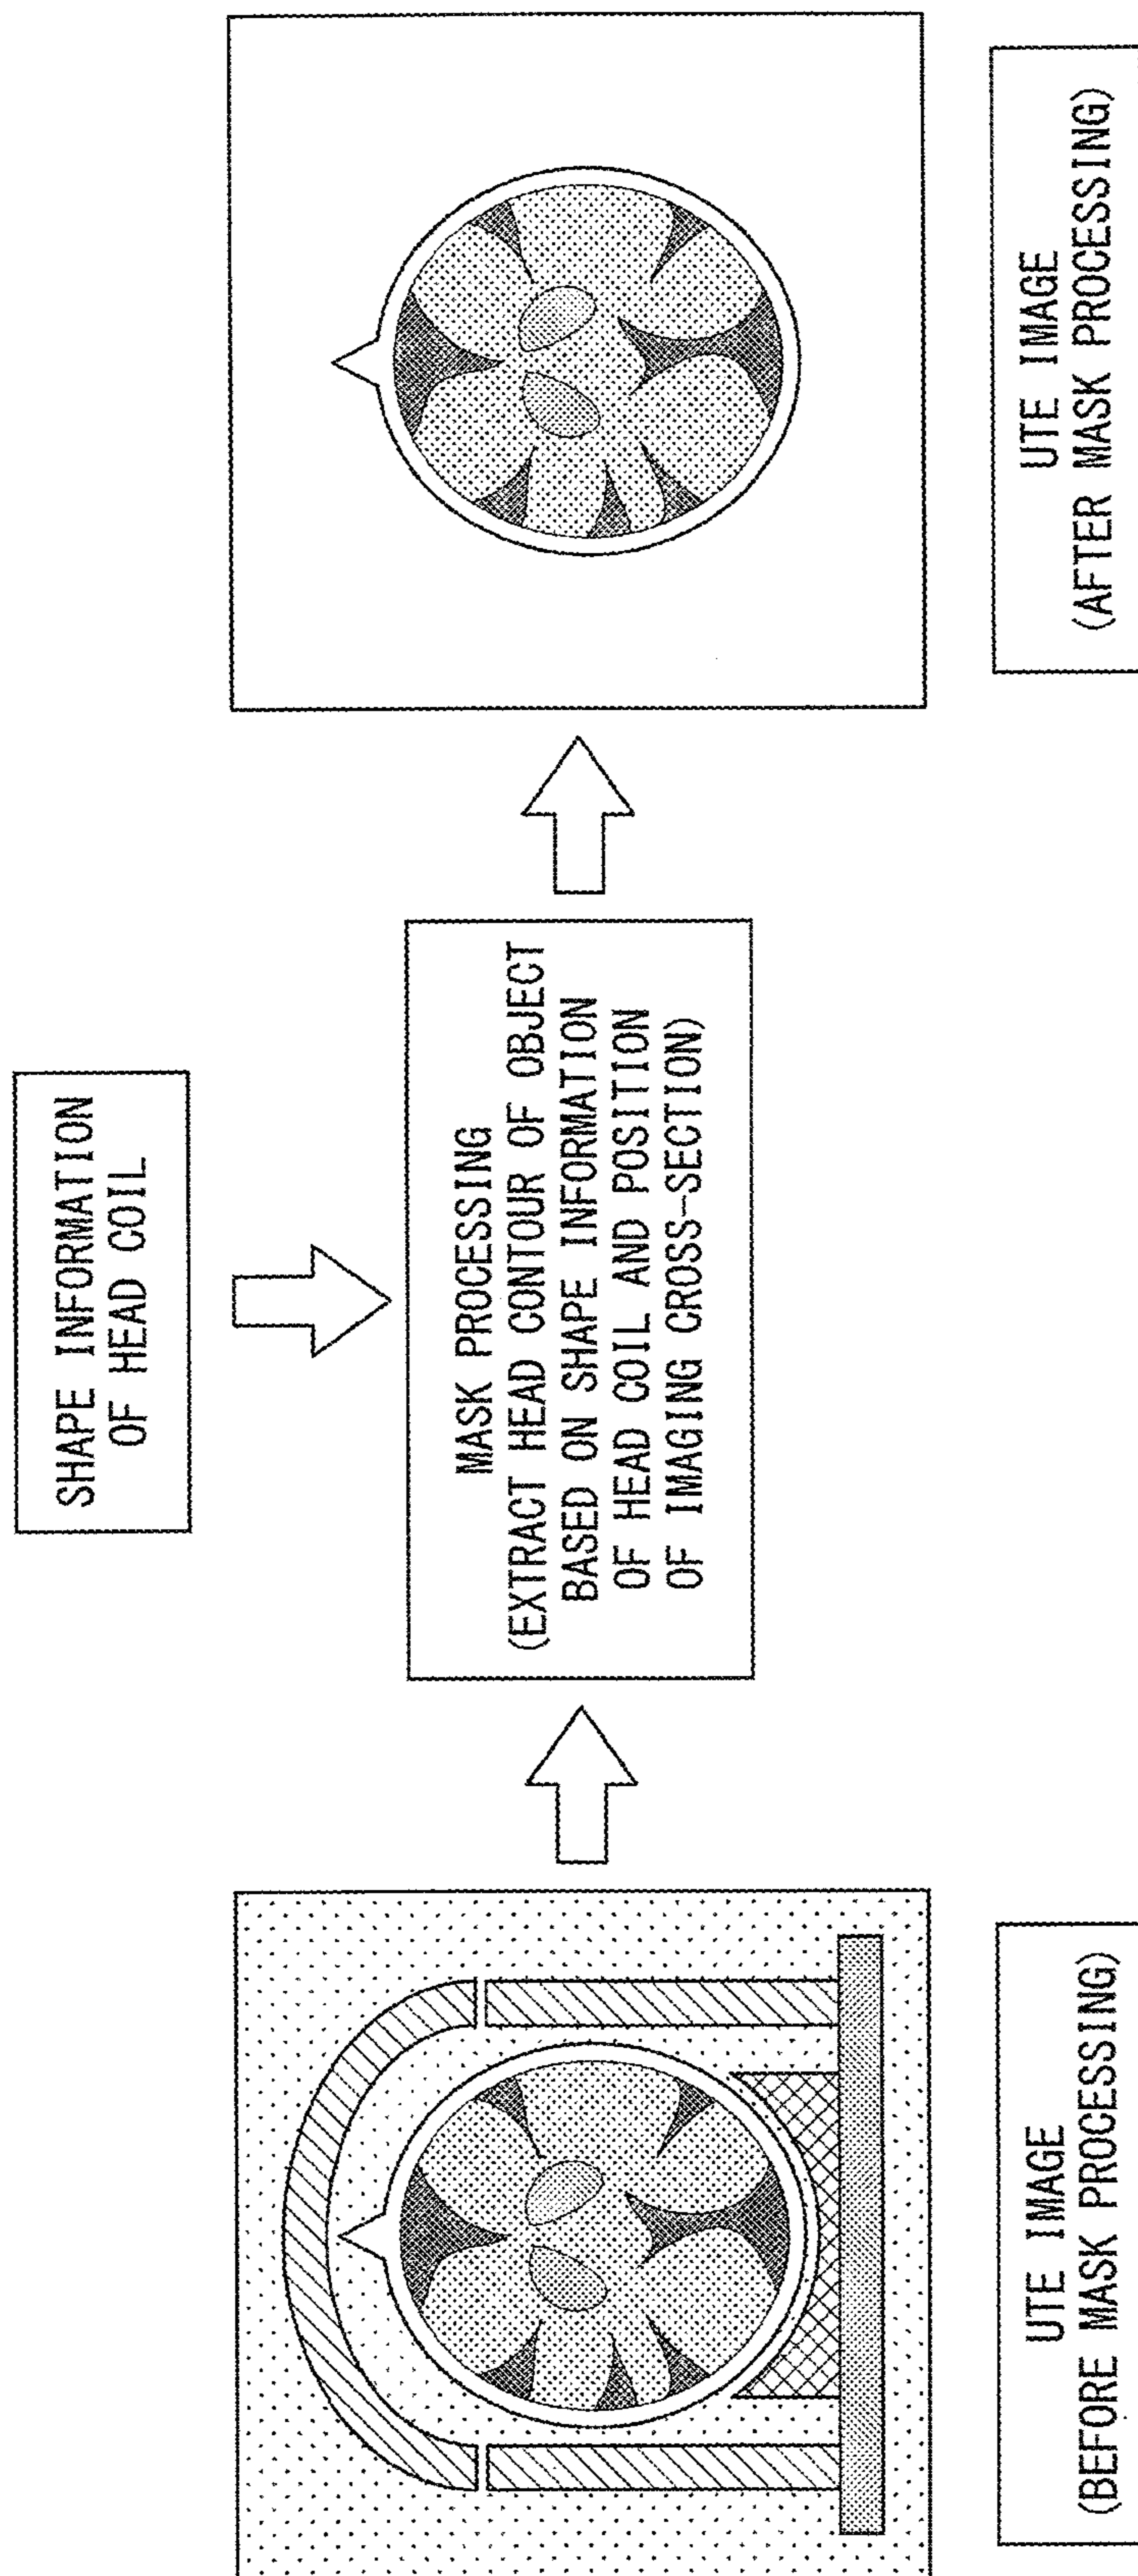 SHAPE INFORMATION
OF HEAD COIL
MASK PROCESSING
(EXTRACT HEAD CONTOUR OF OBJECT
BASED ON SHAPE INFORMATION
OF HEAD COIL AND POSITION
OF IMAGING CROSS-SECTION)
UTE IMAGE
(BEFORE MASK PROCESSING)
UTE IMAGE
(AFTER MASK PROCESSING)